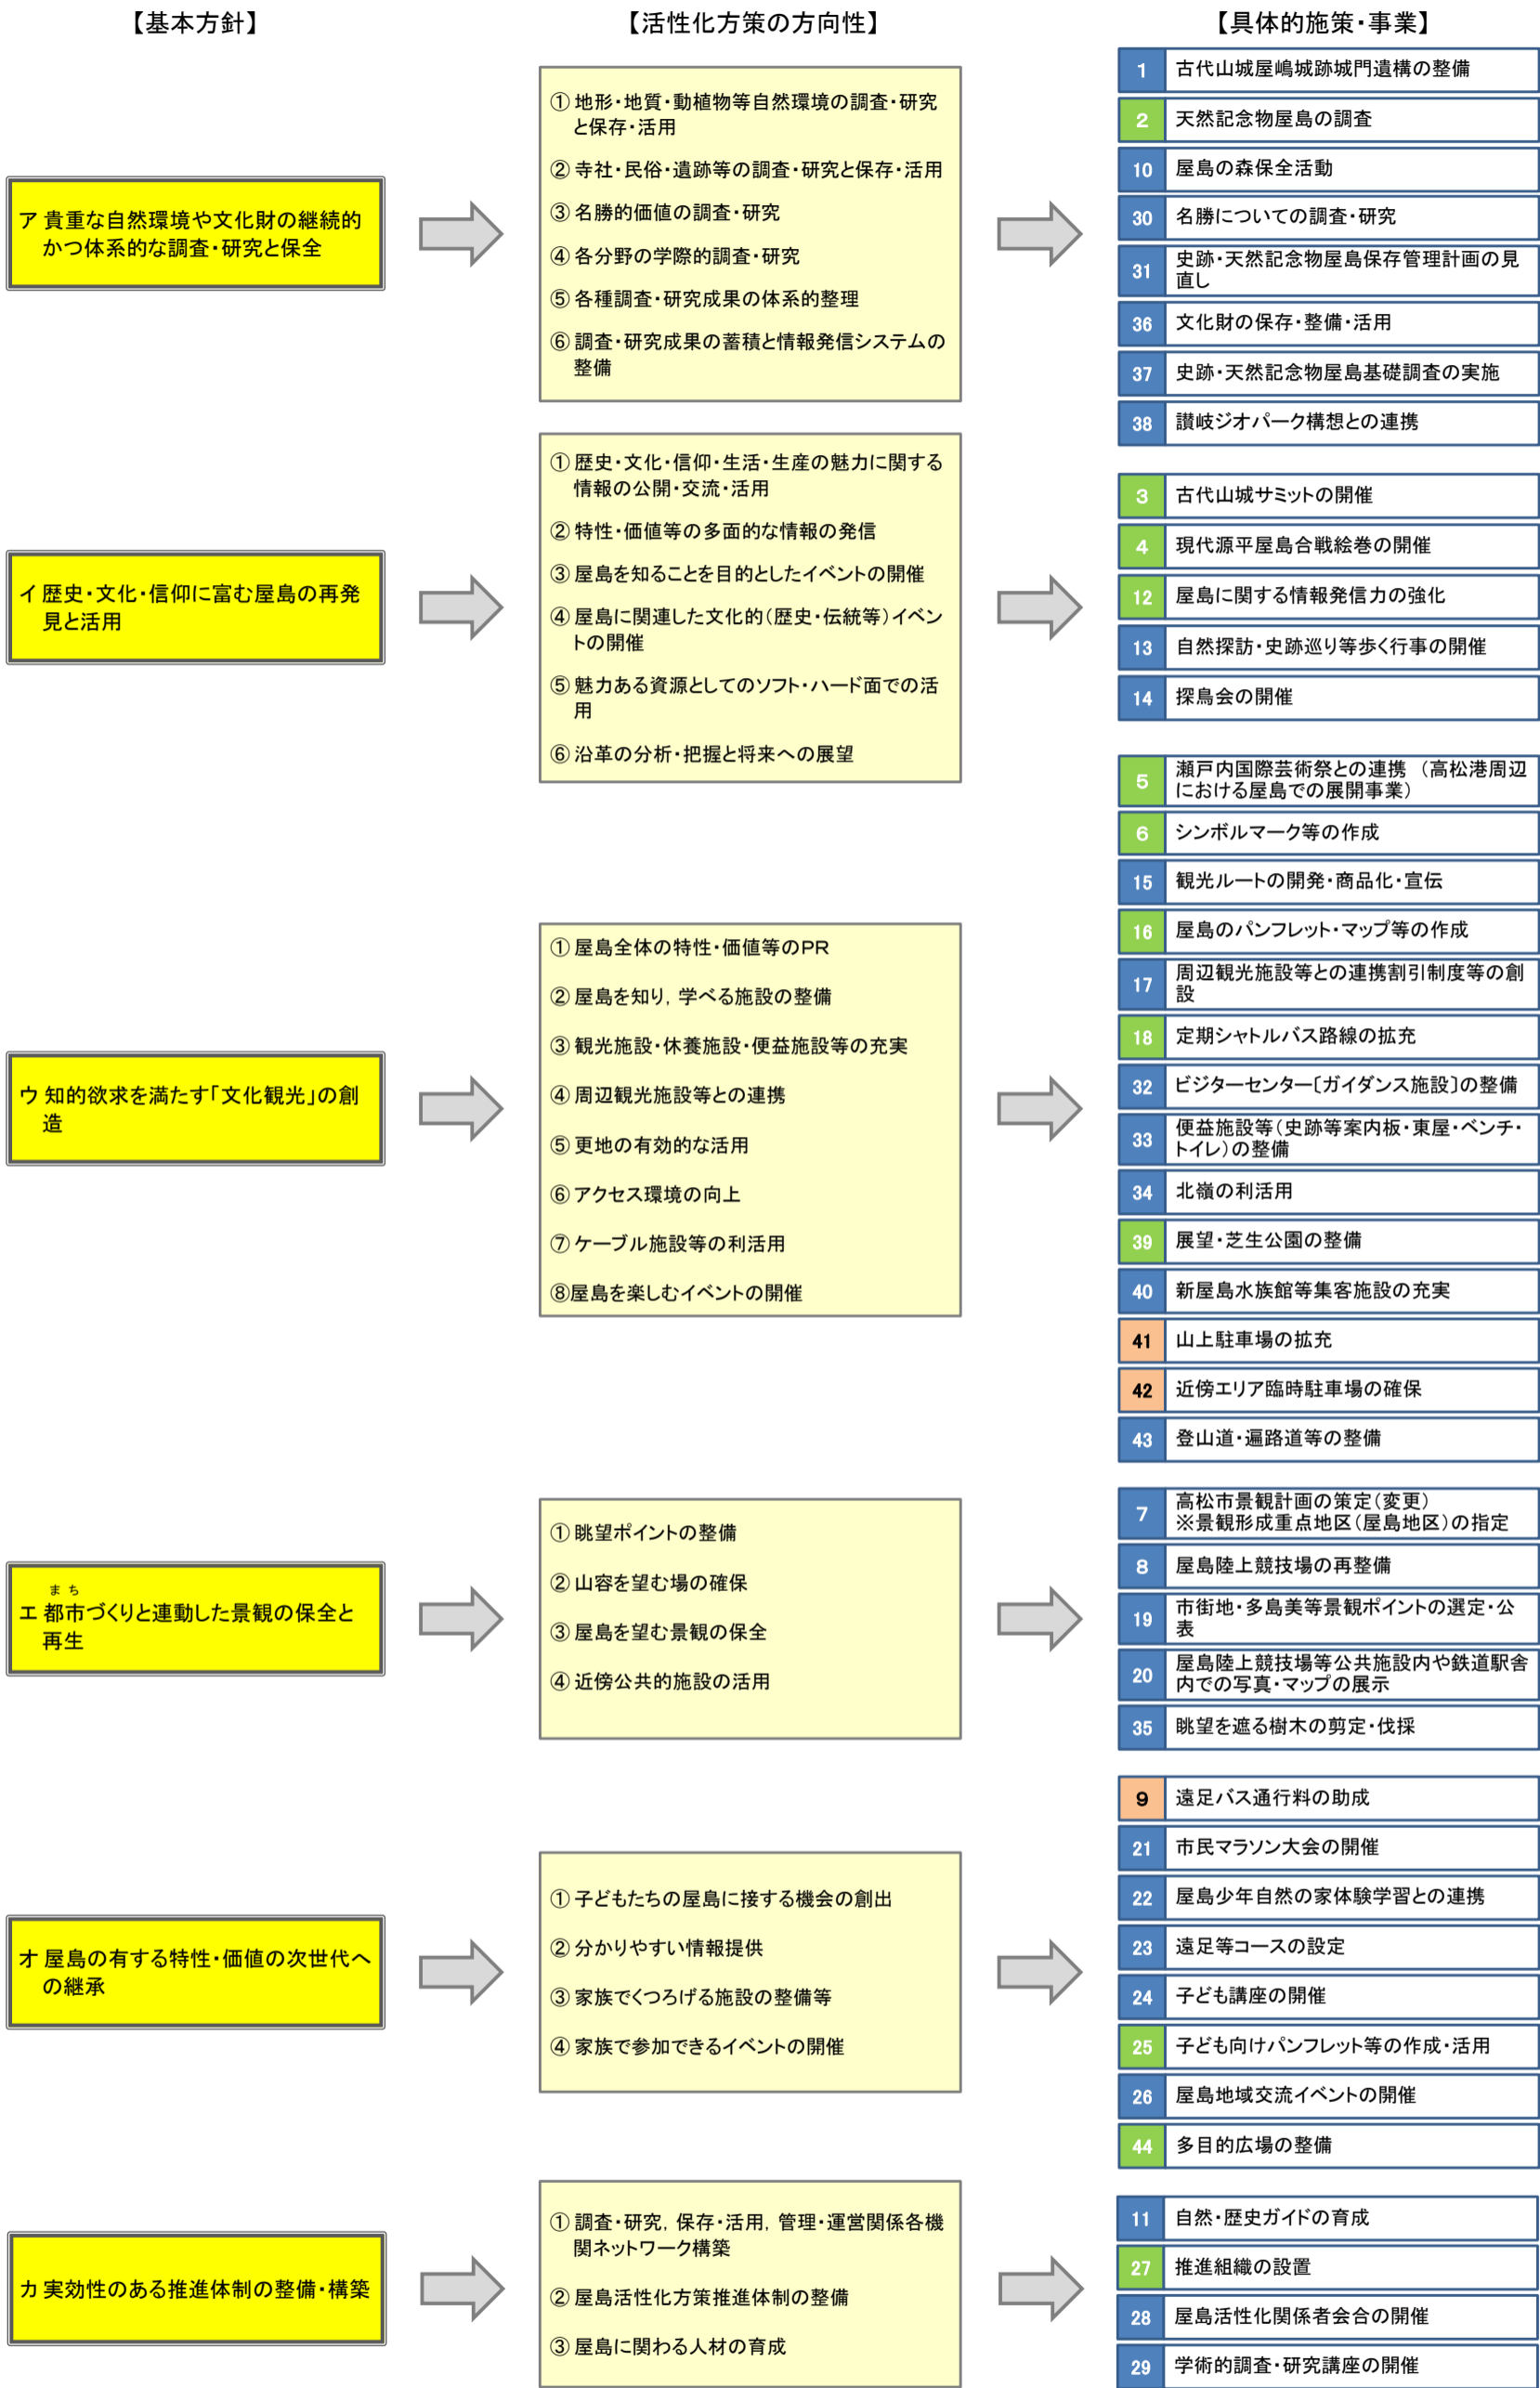 【基本方針】
【活性化方策の方向性】
【具体的施策・事業】
ア 貴重な自然環境や文化財の継続的
かつ体系的な調査・研究と保全
① 地形・地質・動植物等自然環境の調査・研究
と保存・活用
② 寺社・民俗・遺跡等の調査・研究と保存・活用
③ 名勝的価値の調査・研究
④ 各分野の学際的調査・研究
⑤ 各種調査・研究成果の体系的整理
⑥ 調査・研究成果の蓄積と情報発信システムの
整備
1 古代山城屋嶋城跡城門遺構の整備
2 天然記念物屋島の調査
10 屋島の森保全活動
30 名勝についての調査・研究
31 史跡・天然記念物屋島保存管理計画の見
直し
36 文化財の保存・整備・活用
37 史跡・天然記念物屋島基礎調査の実施
38 讃岐ジオパーク構想との連携
イ 歴史・文化・信仰に富む屋島の再発
見と活用
① 歴史・文化・信仰・生活・生産の魅力に関する
情報の公開・交流・活用
② 特性・価値等の多面的な情報の発信
③ 屋島を知ることを目的としたイベントの開催
④ 屋島に関連した文化的（歴史・伝統等）イベン
トの開催
⑤ 魅力ある資源としてのソフト・ハード面での活
用
⑥ 沿革の分析・把握と将来への展望
3 古代山城サミットの開催
4 現代源平屋島合戦絵巻の開催
12 屋島に関する情報発信力の強化
13 自然探訪・史跡巡り等歩く行事の開催
14 探鳥会の開催
ウ 知的欲求を満たす「文化観光」の創
造
① 屋島全体の特性・価値等のPR
② 屋島を知り，学べる施設の整備
③ 観光施設・休養施設・便益施設等の充実
④ 周辺観光施設等との連携
⑤ 更地の有効的な活用
⑥ アクセス環境の向上
⑦ ケーブル施設等の利活用
⑧屋島を楽しむイベントの開催
5 瀬戸内国際芸術祭との連携 （高松港周辺
における屋島での展開事業）
6 シンボルマーク等の作成
15 観光ルートの開発・商品化・宣伝
16 屋島のパンフレット・マップ等の作成
17 周辺観光施設等との連携割引制度等の創
設
18 定期シャトルバス路線の拡充
32 ビジターセンター〔ガイダンス施設〕の整備
33 便益施設等（史跡等案内板・東屋・ベンチ・
トイレ）の整備
34 北嶺の利活用
39 展望・芝生公園の整備
40 新屋島水族館等集客施設の充実
41 山上駐車場の拡充
42 近傍エリア臨時駐車場の確保
43 登山道・遍路道等の整備
まち
エ 都市づくりと連動した景観の保全と
再生
① 眺望ポイントの整備
② 山容を望む場の確保
③ 屋島を望む景観の保全
④ 近傍公共的施設の活用
7 高松市景観計画の策定（変更）
※景観形成重点地区（屋島地区）の指定
8 屋島陸上競技場の再整備
19 市街地・多島美等景観ポイントの選定・公
表
20 屋島陸上競技場等公共施設内や鉄道駅舎
内での写真・マップの展示
35 眺望を遮る樹木の剪定・伐採
オ 屋島の有する特性・価値の次世代へ
の継承
① 子どもたちの屋島に接する機会の創出
② 分かりやすい情報提供
③ 家族でくつろげる施設の整備等
④ 家族で参加できるイベントの開催
9 遠足バス通行料の助成
21 市民マラソン大会の開催
22 屋島少年自然の家体験学習との連携
23 遠足等コースの設定
24 子ども講座の開催
25 子ども向けパンフレット等の作成・活用
26 屋島地域交流イベントの開催
44 多目的広場の整備
カ 実効性のある推進体制の整備・構築
① 調査・研究，保存・活用，管理・運営関係各機
関ネットワーク構築
② 屋島活性化方策推進体制の整備
③ 屋島に関わる人材の育成
11 自然・歴史ガイドの育成
27 推進組織の設置
28 屋島活性化関係者会合の開催
29 学術的調査・研究講座の開催